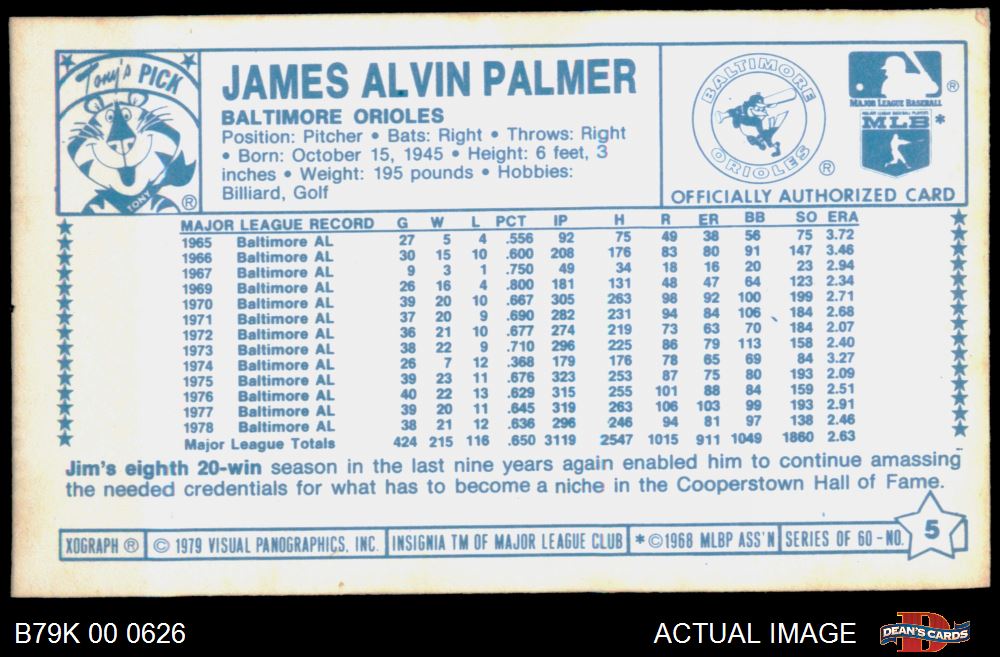 Tony's PICK
TONY
®
JAMES ALVIN PALMER
BALTIMORE ORIOLES
Position: Pitcher • Bats: Right • Throws: Right
• Born: October 15, 1945 • Height: 6 feet, 3
inches • Weight: 195 pounds • Hobbies:
Billiard, Golf
BALTIMORE
ORIOLES
®
®
MAJOR LEAGUE BASEBALL
MAJOR LEAGUE BASEBALL PLAYERS
MLB *
OFFICIALLY AUTHORIZED CARD
MAJOR LEAGUE RECORD G W L PCT IP H R ER BB SO ERA
1965 Baltimore AL 27 5 4 .556 92 75 49 38 56 75 3.72
1966 Baltimore AL 30 15 10 .600 208 176 83 80 91 147 3.46
1967 Baltimore AL 9 3 1 .750 49 34 18 16 20 23 2.94
1969 Baltimore AL 26 16 4 .800 181 131 48 47 64 123 2.34
1970 Baltimore AL 39 20 10 .667 305 263 98 92 100 199 2.71
1971 Baltimore AL 37 20 9 .690 282 231 94 84 106 184 2.68
1972 Baltimore AL 36 21 10 .677 274 219 73 63 70 184 2.07
1973 Baltimore AL 38 22 9 .710 296 225 86 79 113 158 2.40
1974 Baltimore AL 26 7 12 .368 179 176 78 65 69 84 3.27
1975 Baltimore AL 39 23 11 .676 323 253 87 75 80 193 2.09
1976 Baltimore AL 40 22 13 .629 315 255 101 88 84 159 2.51
1977 Baltimore AL 39 20 11 .645 319 263 106 103 99 193 2.91
1978 Baltimore AL 38 21 12 .636 296 246 94 81 97 138 2.46
Major League Totals 424 215 116 .650 3119 2547 1015 911 1049 1860 2.63
Jim's eighth 20-win season in the last nine years again enabled him to continue amassing
the needed credentials for what has to become a niche in the Cooperstown Hall of Fame.
XOGRAPH ® © 1979 VISUAL PANOGRAPHICS, INC. INSIGNIA TM OF MAJOR LEAGUE CLUB * ©1968 MLBP ASS'N SERIES OF 60 - NO. 5
B79K 00 0626
ACTUAL IMAGE
DEAN'S CARDS